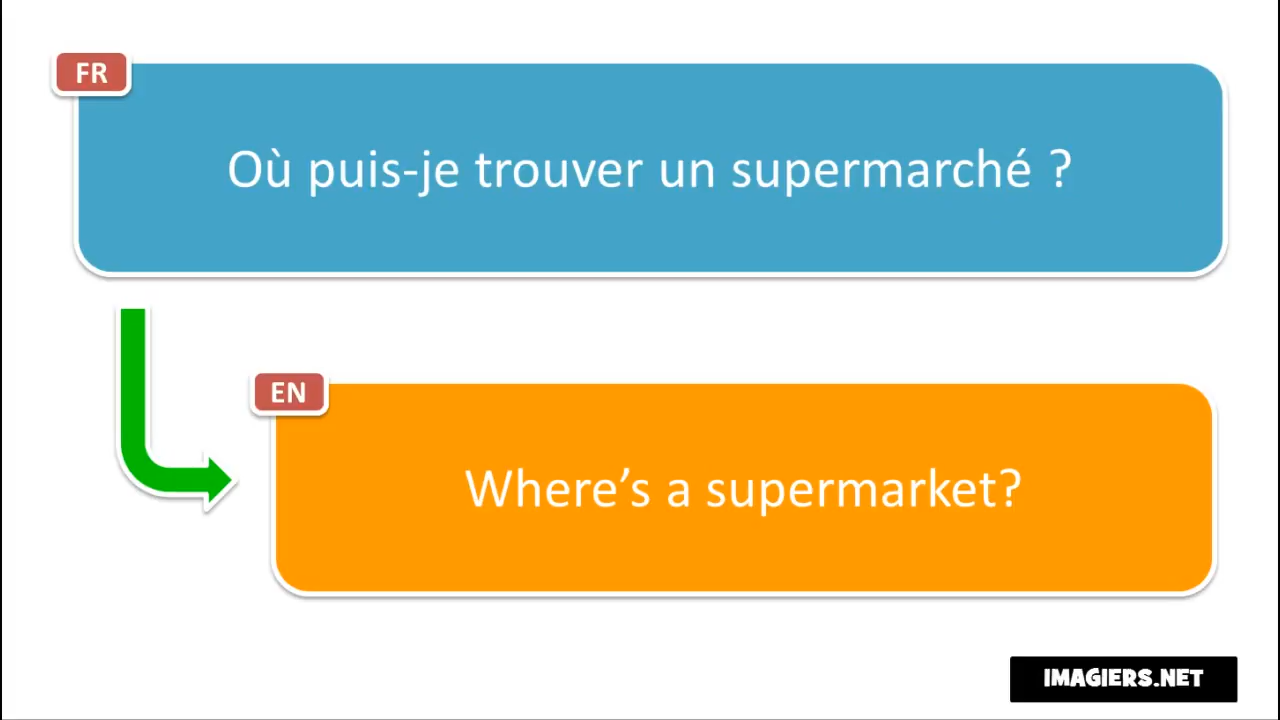 FR
Où puis-je trouver un supermarché ?
EN
Where’s a supermarket?
IMAGIERS.NET